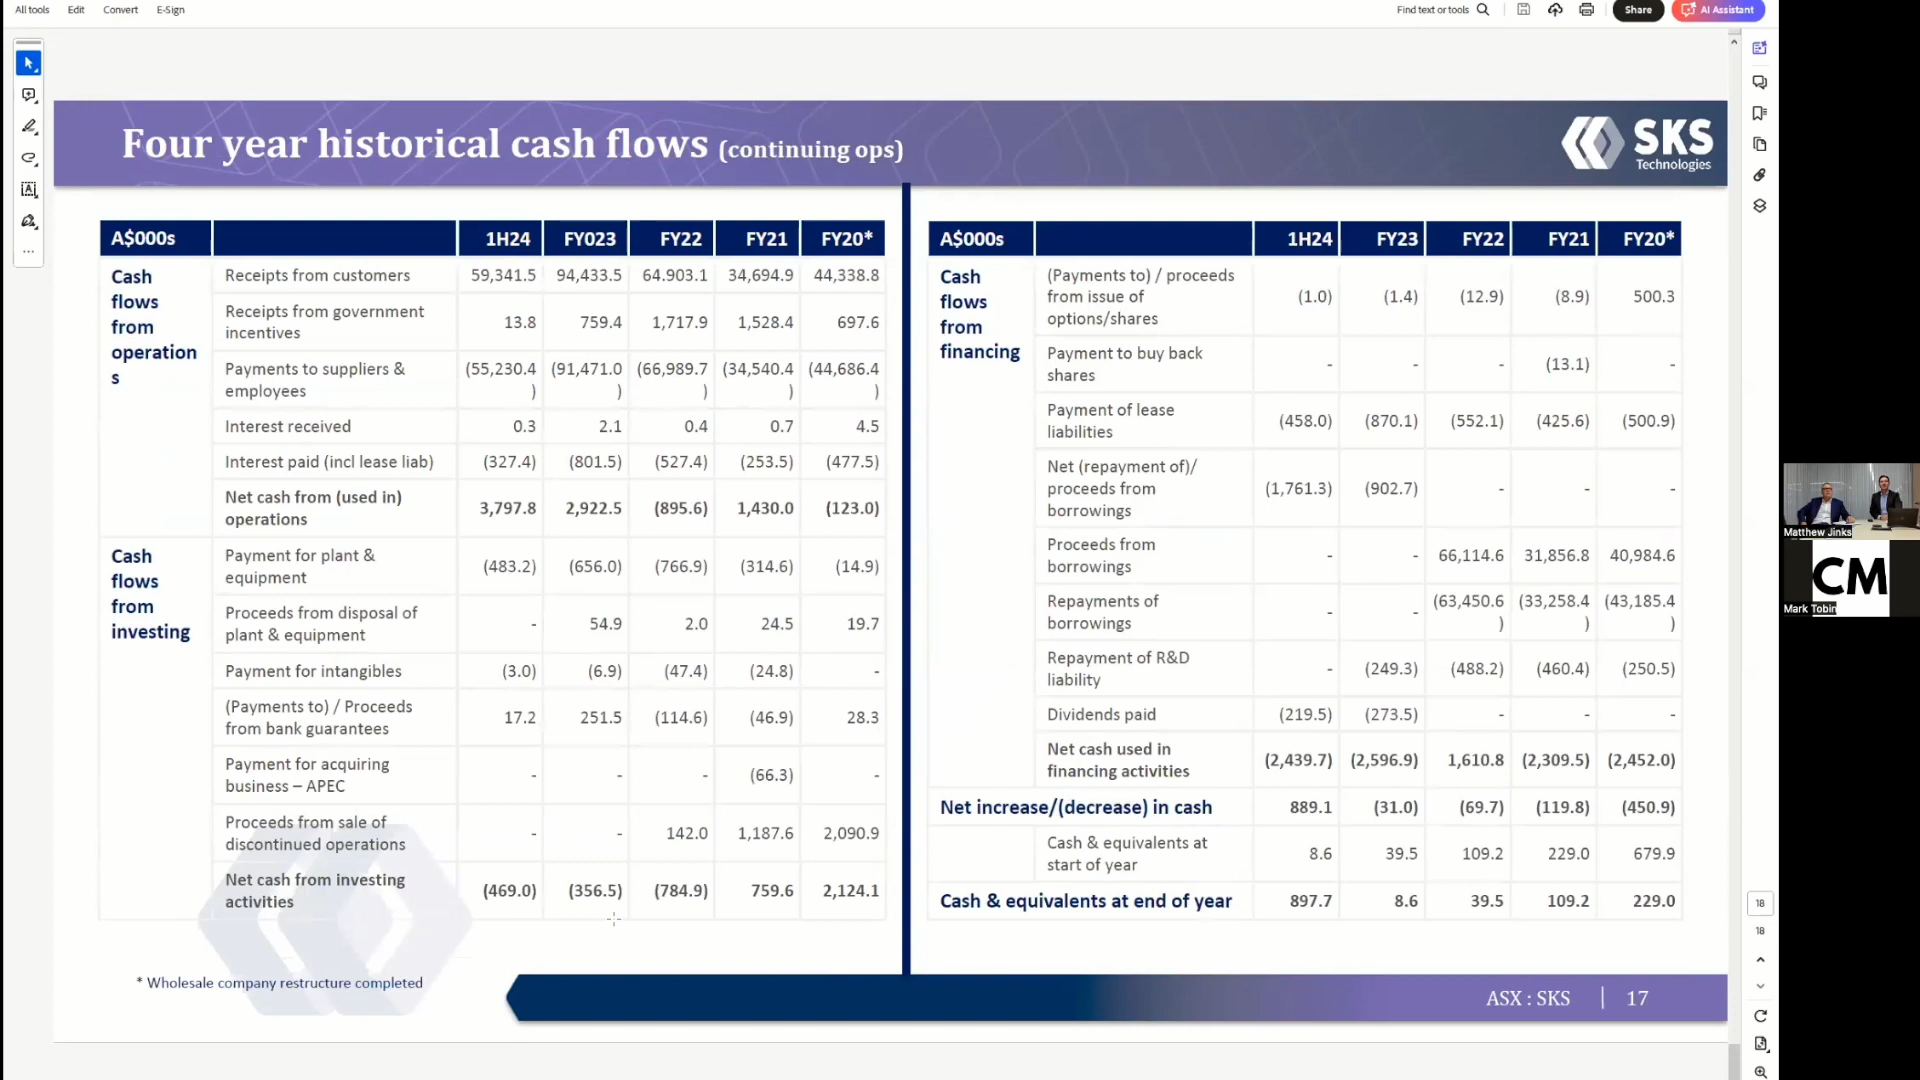 All tools Edit Convert E-Sign Find text or tools Share AI Assistant
Four year historical cash flows (continuing ops)
SKS
Technologies
A$000s 1H24 FY023 FY22 FY21 FY20*
Cash
flows
from
operation
s
Receipts from customers 59,341.5 94,433.5 64.903.1 34,694.9 44,338.8
Receipts from government
incentives 13.8 759.4 1,717.9 1,528.4 697.6
Payments to suppliers & (55,230.4 (91,471.0 (66,989.7 (34,540.4 (44,686.4
employees ) ) ) ) )
Interest received 0.3 2.1 0.4 0.7 4.5
Interest paid (incl lease liab) (327.4) (801.5) (527.4) (253.5) (477.5)
Net cash from (used in)
operations 3,797.8 2,922.5 (895.6) 1,430.0 (123.0)
Cash
flows
from
investing
Payment for plant &
equipment (483.2) (656.0) (766.9) (314.6) (14.9)
Proceeds from disposal of
plant & equipment - 54.9 2.0 24.5 19.7
Payment for intangibles (3.0) (6.9) (47.4) (24.8) -
(Payments to) / Proceeds
from bank guarantees 17.2 251.5 (114.6) (46.9) 28.3
Payment for acquiring
business – APEC - - - (66.3) -
Proceeds from sale of
discontinued operations - - 142.0 1,187.6 2,090.9
Net cash from investing
activities (469.0) (356.5) (784.9) 759.6 2,124.1
* Wholesale company restructure completed
A$000s 1H24 FY23 FY22 FY21 FY20*
Cash
flows
from
financing
(Payments to) / proceeds
from issue of
options/shares (1.0) (1.4) (12.9) (8.9) 500.3
Payment to buy back
shares - - - (13.1) -
Payment of lease
liabilities (458.0) (870.1) (552.1) (425.6) (500.9)
Net (repayment of)/
proceeds from
borrowings (1,761.3) (902.7) - - -
Proceeds from
borrowings - - 66,114.6 31,856.8 40,984.6
Repayments of (63,450.6 (33,258.4 (43,185.4
borrowings - - ) ) )
Repayment of R&D
liability - (249.3) (488.2) (460.4) (250.5)
Dividends paid (219.5) (273.5) - - -
Net cash used in
financing activities (2,439.7) (2,596.9) 1,610.8 (2,309.5) (2,452.0)
Net increase/(decrease) in cash 889.1 (31.0) (69.7) (119.8) (450.9)
Cash & equivalents at
start of year 8.6 39.5 109.2 229.0 679.9
Cash & equivalents at end of year 897.7 8.6 39.5 109.2 229.0
ASX : SKS | 17
18
18
Matthew Jinks
CM
Mark Tobin